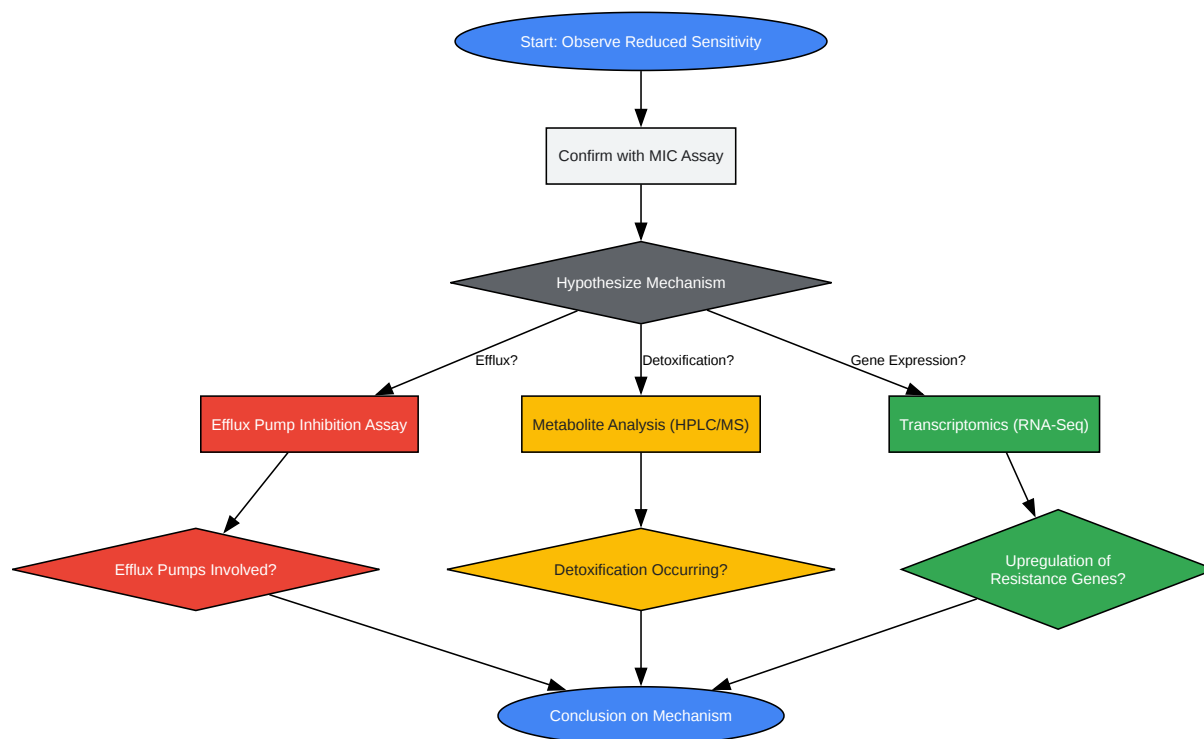 Start: Observe Reduced Sensitivity
Confirm with MIC Assay
Hypothesize Mechanism
Efflux?
Detoxification?
Gene Expression?
Efflux Pump Inhibition Assay
Metabolite Analysis (HPLC/MS)
Transcriptomics (RNA-Seq)
Efflux Pumps Involved?
Detoxification Occurring?
Upregulation of
Resistance Genes?
Conclusion on Mechanism